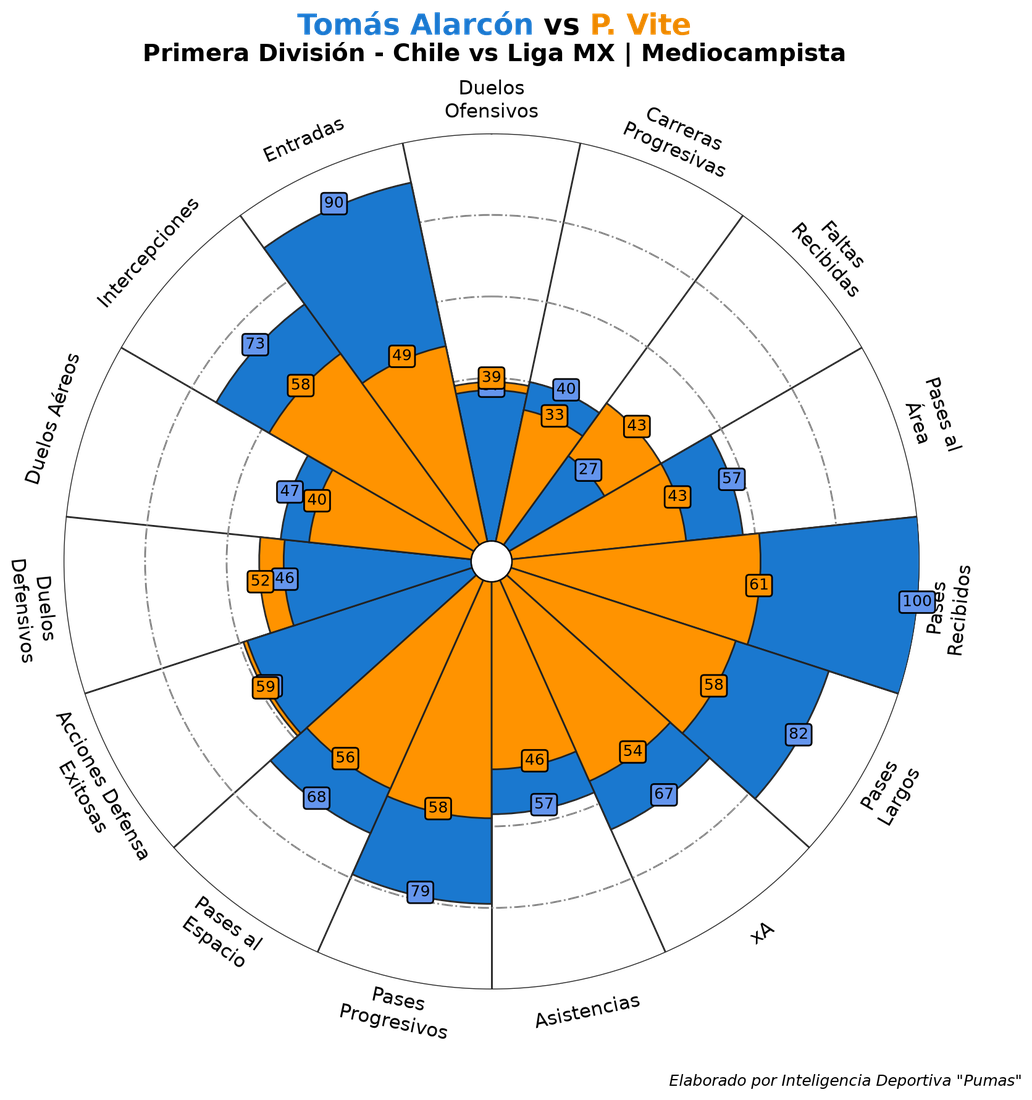 Tomás Alarcón vs P. Vite
Primera División - Chile vs Liga MX | Mediocampista
Duelos
Ofensivos
39
Carreras
Progresivas
40
33
Faltas
Recibidas
43
27
Pases al
Área
57
43
Pases
Recibidos
100
61
Pases
Largos
82
58
xA
67
54
Asistencias
57
46
Pases
Progresivos
79
58
Pases al
Espacio
68
56
Acciones Defensa
Exitosas
59
Duelos
Defensivos
52
46
Duelos Aéreos
47
40
Intercepciones
73
58
Entradas
90
49
Elaborado por Inteligencia Deportiva "Pumas"